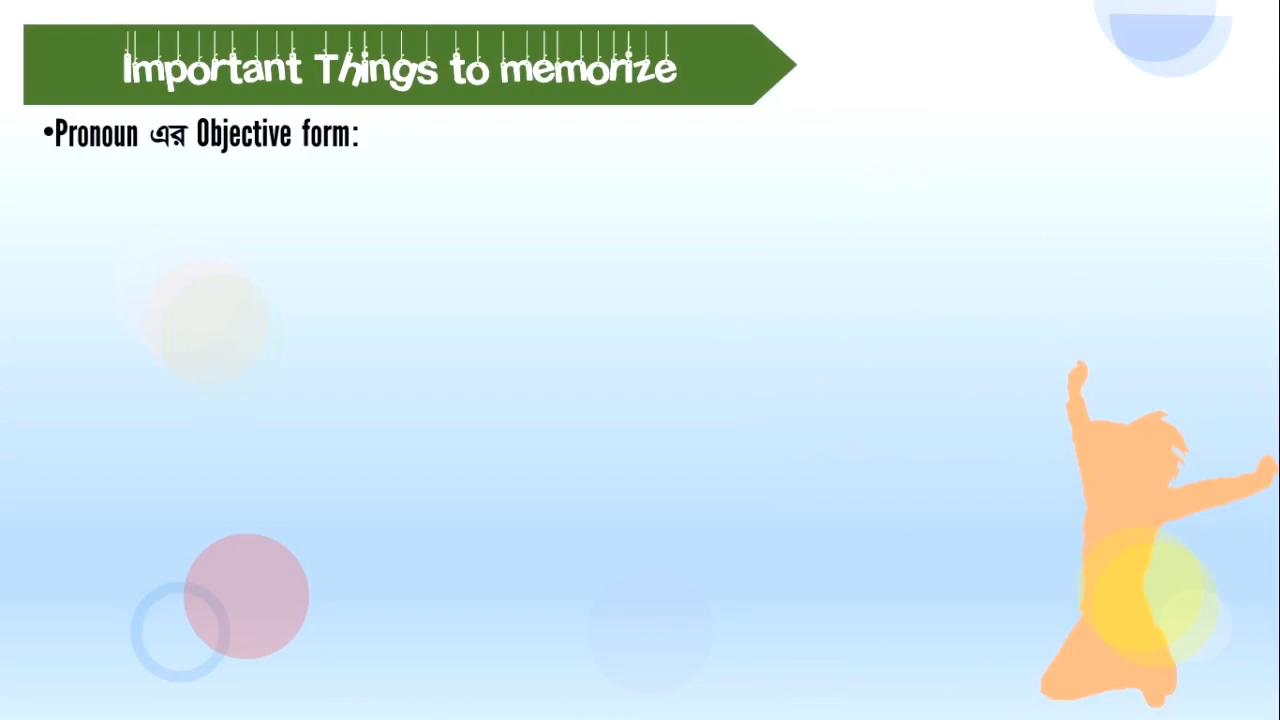 Important Things to memorize
•Pronoun এর Objective form: